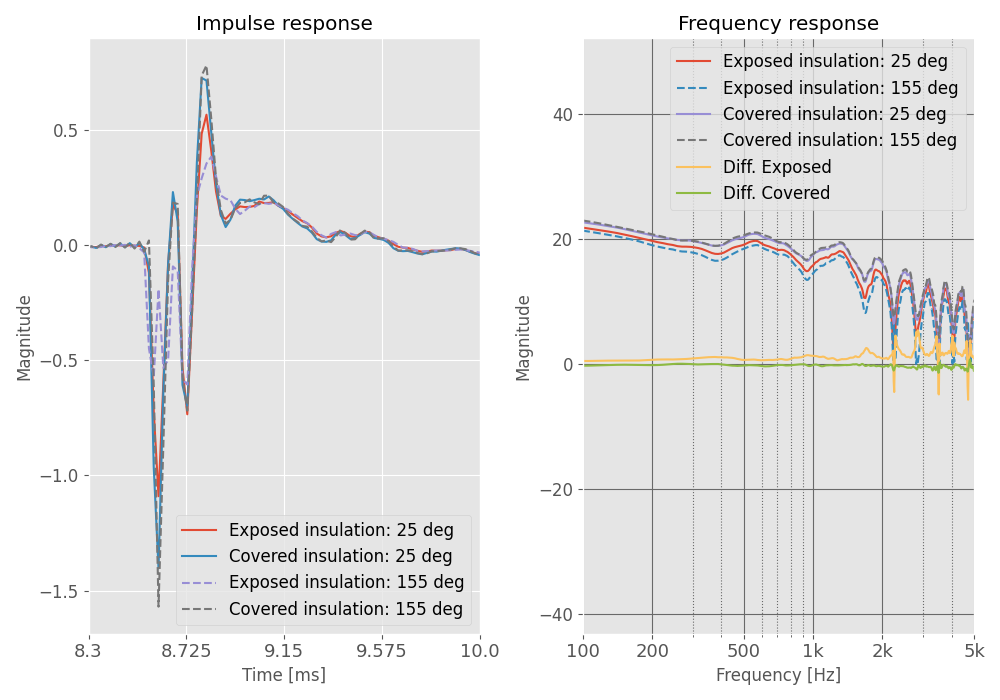 Impulse response
Magnitude
0.5
0.0
−0.5
−1.0
−1.5
Exposed insulation: 25 deg
Covered insulation: 25 deg
Exposed insulation: 155 deg
Covered insulation: 155 deg
8.3 8.725 9.15 9.575 10.0
Time [ms]
Frequency response
Magnitude
40
20
0
−20
−40
Exposed insulation: 25 deg
Exposed insulation: 155 deg
Covered insulation: 25 deg
Covered insulation: 155 deg
Diff. Exposed
Diff. Covered
100 200 500 1k 2k 5k
Frequency [Hz]